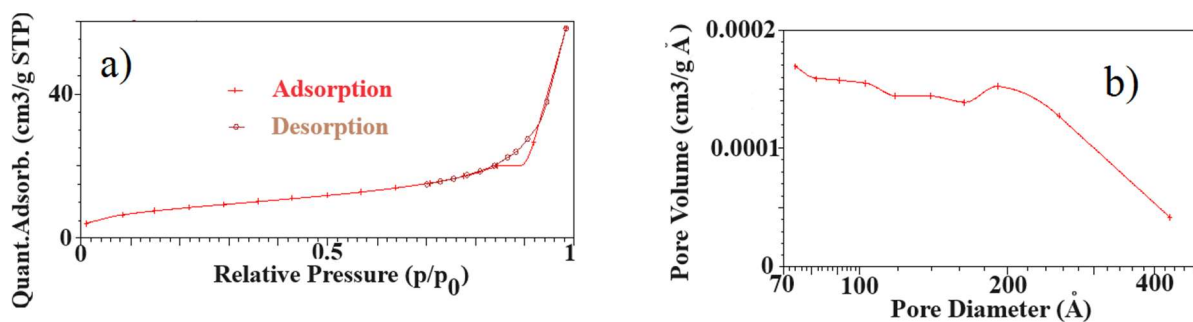 Quant.Adsorb. (cm3/g STP)
40
0
a)
Adsorption
Desorption
0
0.5
1
Relative Pressure (p/p0)
Pore Volume (cm3/g Å)
0.0002
0.0001
0
b)
70
100
200
400
Pore Diameter (Å)